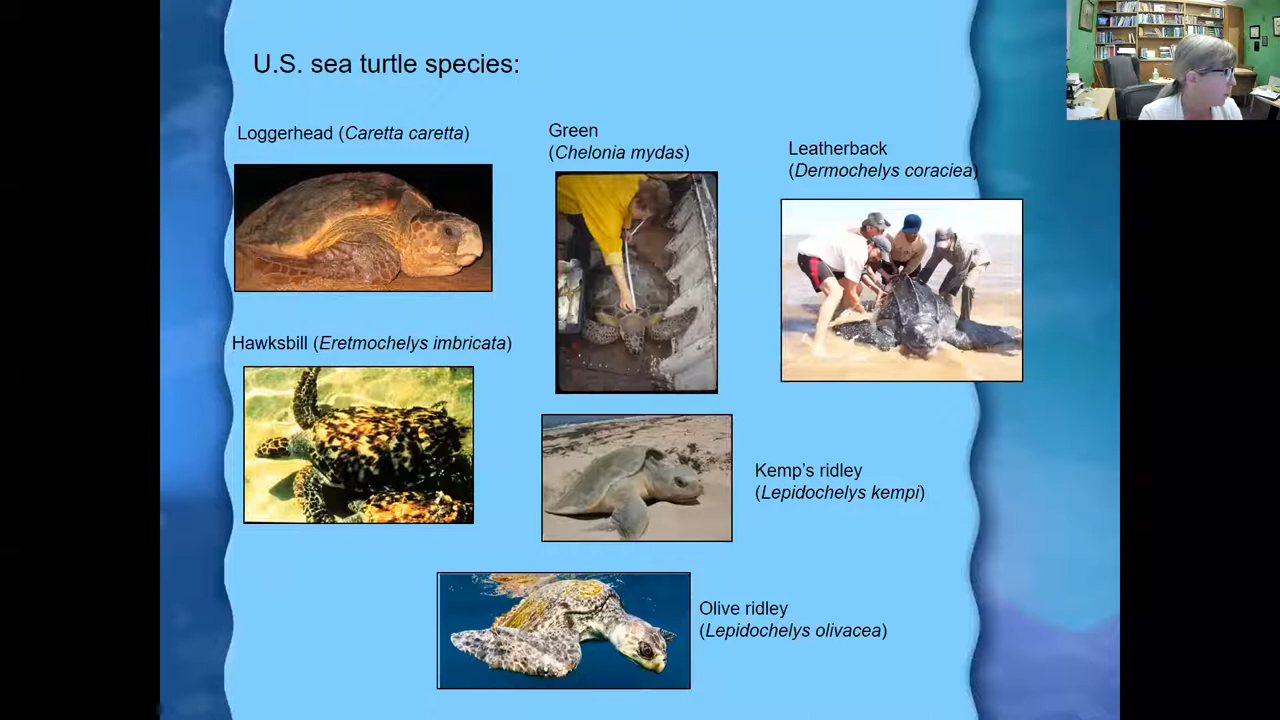 U.S. sea turtle species:
Loggerhead (Caretta caretta)
Green
(Chelonia mydas)
Leatherback
(Dermochelys coraciea)
Hawksbill (Eretmochelys imbricata)
Kemp's ridley
(Lepidochelys kempi)
Olive ridley
(Lepidochelys olivacea)